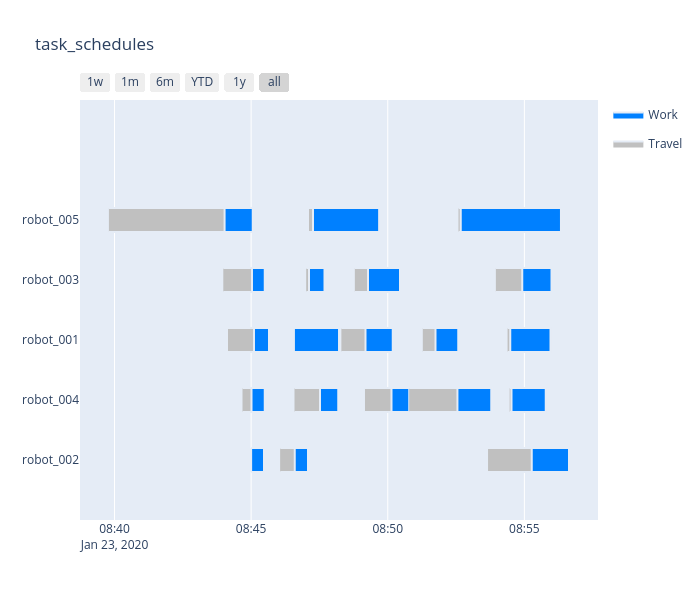 task_schedules
1w 1m 6m YTD 1y all
Work
Travel
robot_005
robot_003
robot_001
robot_004
robot_002
08:40 08:45 08:50 08:55
Jan 23, 2020